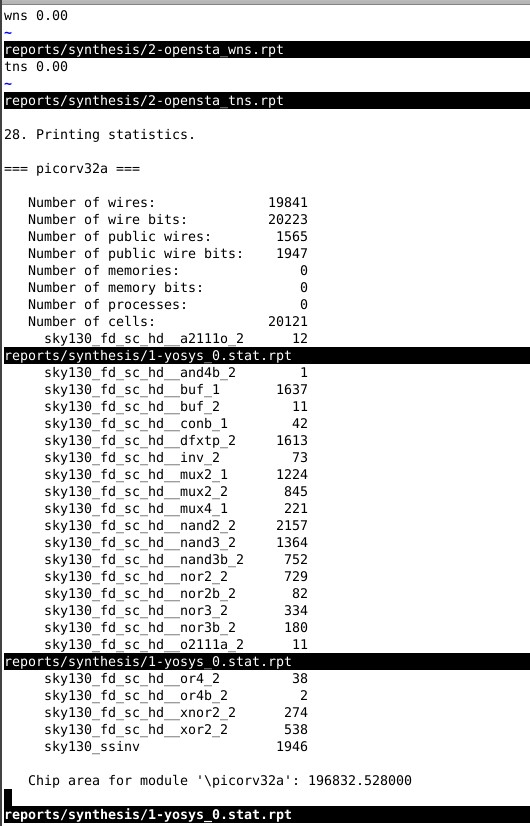 wns 0.00
~
reports/synthesis/2-opensta_wns.rpt
tns 0.00
~
reports/synthesis/2-opensta_tns.rpt
28. Printing statistics.
=== picorv32a ===
Number of wires: 19841
Number of wire bits: 20223
Number of public wires: 1565
Number of public wire bits: 1947
Number of memories: 0
Number of memory bits: 0
Number of processes: 0
Number of cells: 20121
sky130_fd_sc_hd__a2111o_2 12
reports/synthesis/1-yosys_0.stat.rpt
sky130_fd_sc_hd__and4b_2 1
sky130_fd_sc_hd__buf_1 1637
sky130_fd_sc_hd__buf_2 11
sky130_fd_sc_hd__conb_1 42
sky130_fd_sc_hd__dfxtp_2 1613
sky130_fd_sc_hd__inv_2 73
sky130_fd_sc_hd__mux2_1 1224
sky130_fd_sc_hd__mux2_2 845
sky130_fd_sc_hd__mux4_1 221
sky130_fd_sc_hd__nand2_2 2157
sky130_fd_sc_hd__nand3_2 1364
sky130_fd_sc_hd__nand3b_2 752
sky130_fd_sc_hd__nor2_2 729
sky130_fd_sc_hd__nor2b_2 82
sky130_fd_sc_hd__nor3_2 334
sky130_fd_sc_hd__nor3b_2 180
sky130_fd_sc_hd__o2111a_2 11
reports/synthesis/1-yosys_0.stat.rpt
sky130_fd_sc_hd__or4_2 38
sky130_fd_sc_hd__or4b_2 2
sky130_fd_sc_hd__xnor2_2 274
sky130_fd_sc_hd__xor2_2 538
sky130_ssinv 1946
Chip area for module '\picorv32a': 196832.528000
reports/synthesis/1-yosys_0.stat.rpt